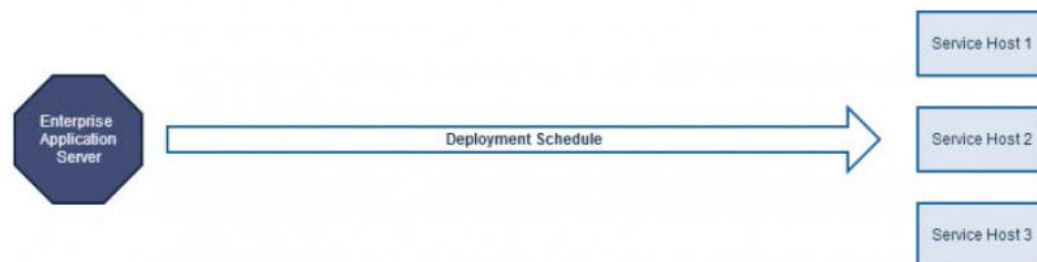 Service Host 1
Enterprise
Application
Server
Deployment Schedule
Service Host 2
Service Host 3